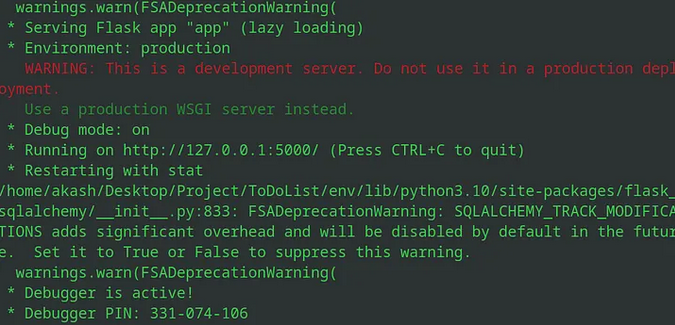 warnings.warn(FSADeprecationWarning(
* Serving Flask app "app" (lazy loading)
* Environment: production
WARNING: This is a development server. Do not use it in a production depl
oyment.
Use a production WSGI server instead.
* Debug mode: on
* Running on http://127.0.0.1:5000/ (Press CTRL+C to quit)
* Restarting with stat
/home/akash/Desktop/Project/ToDoList/env/lib/python3.10/site-packages/flask_
sqlalchemy/__init__.py:833: FSADeprecationWarning: SQLALCHEMY_TRACK_MODIFICA
TIONS adds significant overhead and will be disabled by default in the futur
e.  Set it to True or False to suppress this warning.
warnings.warn(FSADeprecationWarning(
* Debugger is active!
* Debugger PIN: 331-074-106